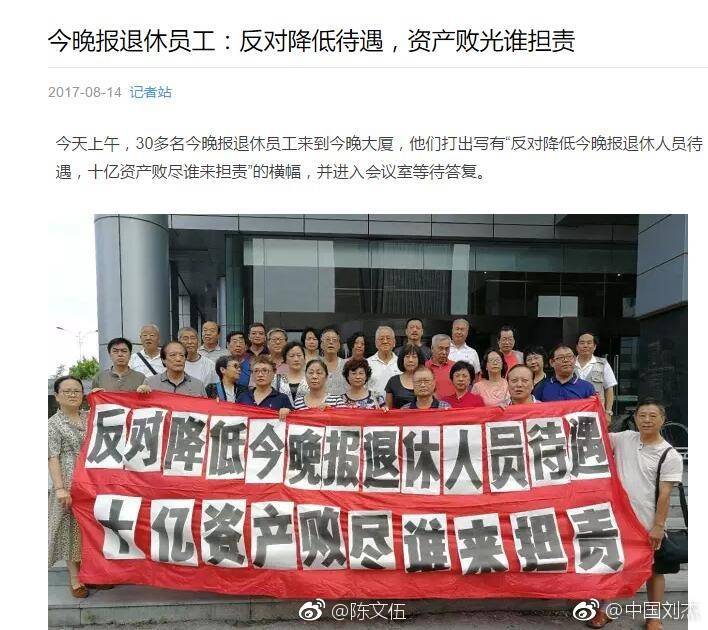 今晚报退休员工：反对降低待遇，资产败光谁担责
2017-08-14 记者站
今天上午，30多名今晚报退休员工来到今晚大厦，他们打出写有“反对降低今晚报退休人员待
遇，十亿资产败尽谁来担责”的横幅，并进入会议室等待答复。
反对降低今晚报退休人员待遇
十亿资产败尽谁来担责
@陈文伍 @中国刘杰